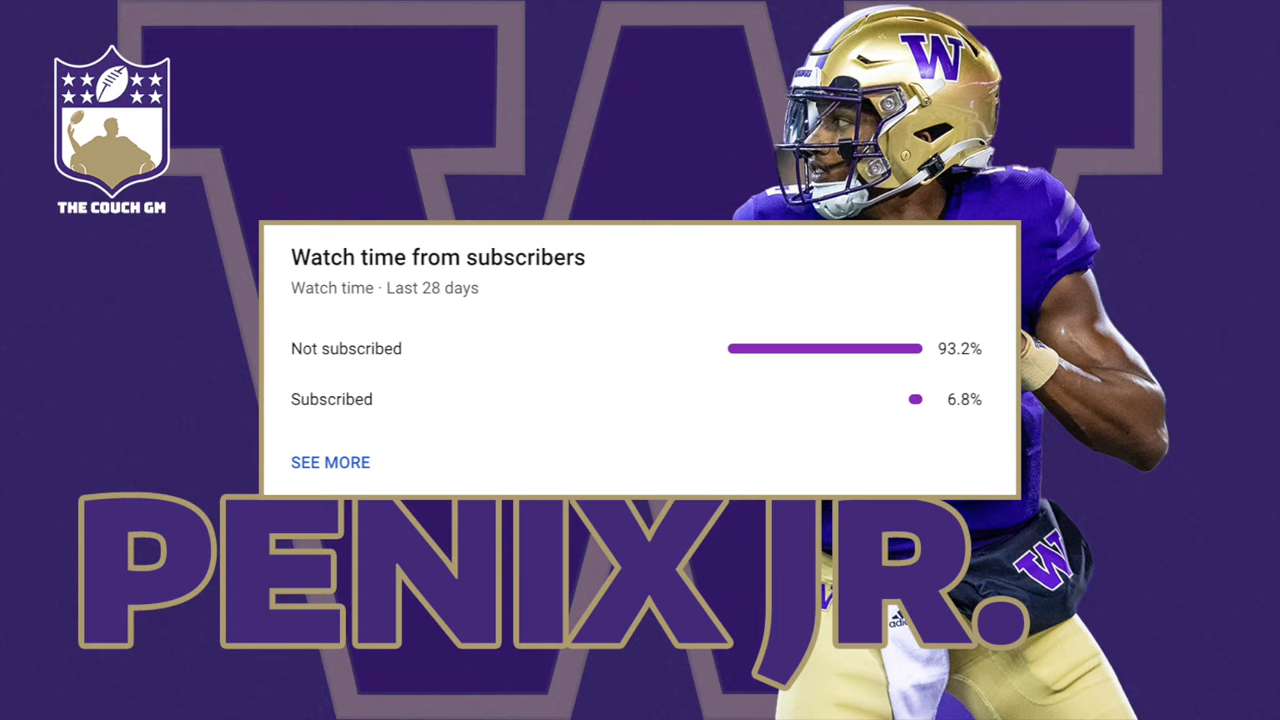 W
THE COUCH GM
Watch time from subscribers
Watch time · Last 28 days
Not subscribed 93.2%
Subscribed 6.8%
SEE MORE
PENIX JR.
W
adidas